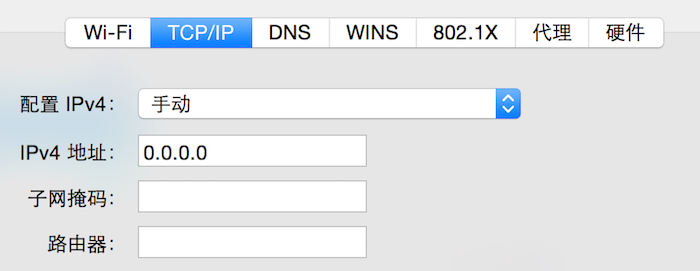 Wi-Fi TCP/IP DNS WINS 802.1X 代理 硬件
配置 IPv4： 手动
IPv4 地址： 0.0.0.0
子网掩码：
路由器：